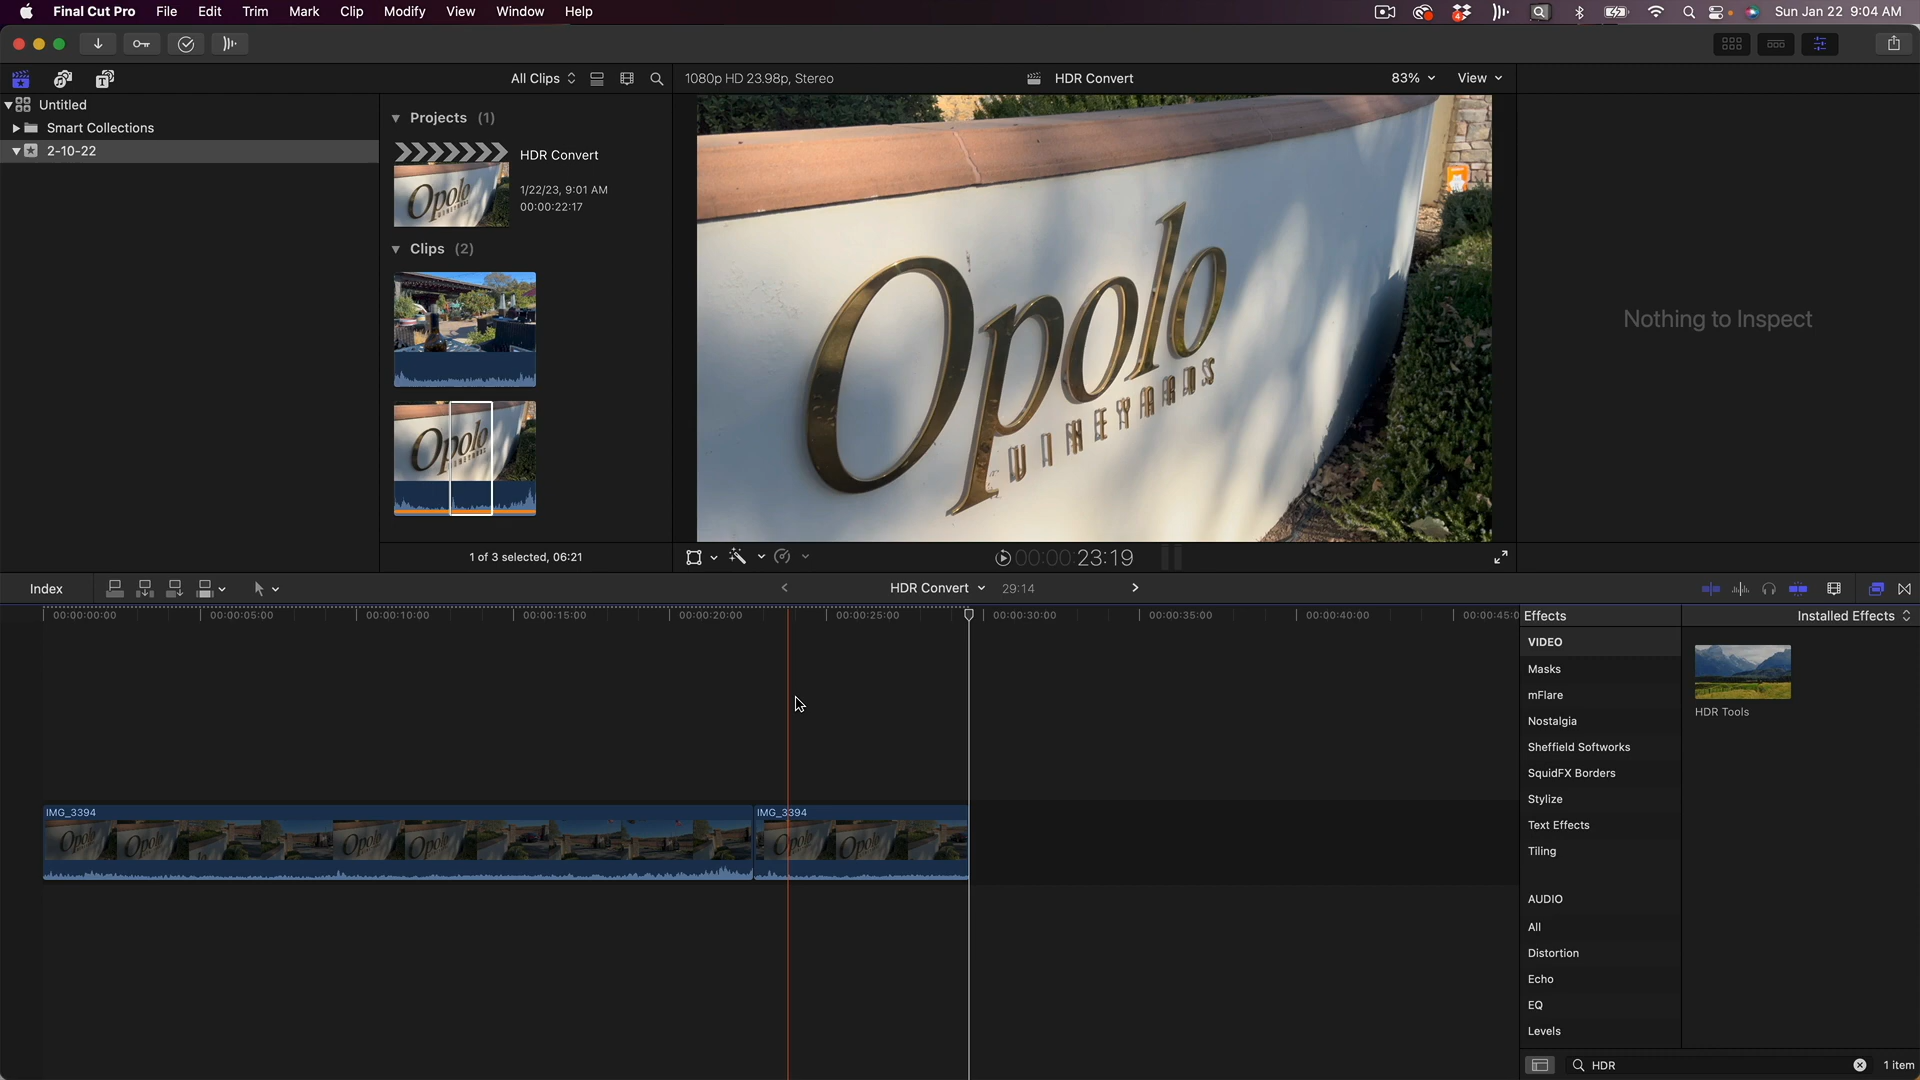 Final Cut Pro File Edit Trim Mark Clip Modify View Window Help
4
Sun Jan 22 9:04 AM
All Clips
1080p HD 23.98p, Stereo
HDR Convert
83%
View
Untitled
Smart Collections
2-10-22
Projects (1)
HDR Convert
1/22/23, 9:01 AM
00:00:22:17
Clips (2)
1 of 3 selected, 06:21
Opolo
VINEYARDS
Nothing to Inspect
00:00:00:23:19
Index
HDR Convert
29:14
00:00:00:00
00:00:05:00
00:00:10:00
00:00:15:00
00:00:20:00
00:00:25:00
00:00:30:00
00:00:35:00
00:00:40:00
00:00:45:0
IMG_3394
IMG_3394
Effects
Installed Effects
VIDEO
Masks
mFlare
Nostalgia
Sheffield Softworks
SquidFX Borders
Stylize
Text Effects
Tiling
AUDIO
All
Distortion
Echo
EQ
Levels
HDR Tools
HDR
1 item